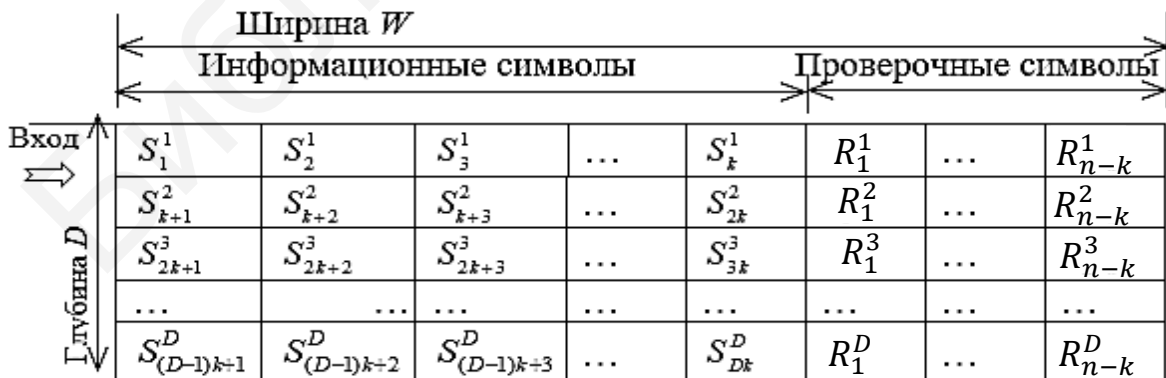 Ширина W
Информационные символы Проверочные символы
Вход
Глубина D
S_1^1 S_2^1 S_3^1 ... S_k^1 R_1^1 ... R_{n-k}^1
S_{k+1}^2 S_{k+2}^2 S_{k+3}^2 ... S_{2k}^2 R_1^2 ... R_{n-k}^2
S_{2k+1}^3 S_{2k+2}^3 S_{2k+3}^3 ... S_{3k}^3 R_1^3 ... R_{n-k}^3
... ... ... ... ... ... ... ...
S_{(D-1)k+1}^D S_{(D-1)k+2}^D S_{(D-1)k+3}^D ... S_{Dk}^D R_1^D ... R_{n-k}^D